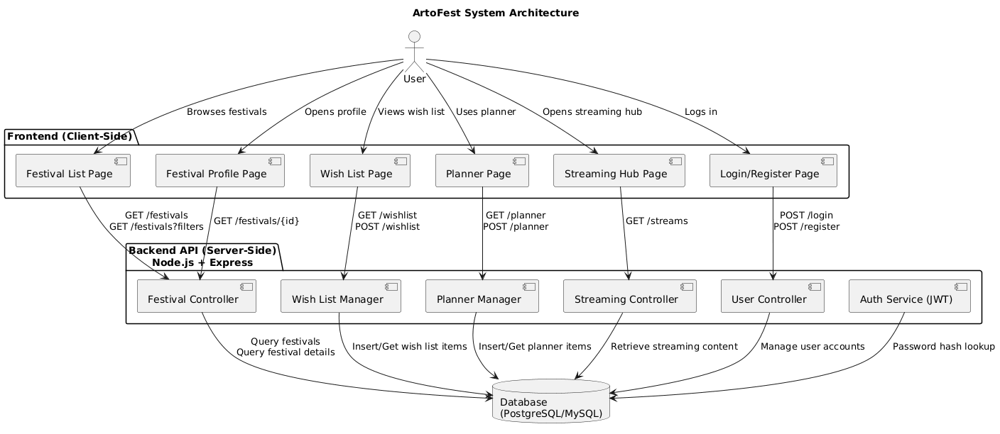 ArtoFest System Architecture
User
Browses festivals
Opens profile
Views wish list
Uses planner
Opens streaming hub
Logs in
Frontend (Client-Side)
Festival List Page
Festival Profile Page
Wish List Page
Planner Page
Streaming Hub Page
Login/Register Page
GET /festivals
GET /festivals?filters
GET /festivals/{id}
GET /wishlist
POST /wishlist
GET /planner
POST /planner
GET /streams
POST /login
POST /register
Backend API (Server-Side)
Node.js + Express
Festival Controller
Wish List Manager
Planner Manager
Streaming Controller
User Controller
Auth Service (JWT)
Query festivals
Query festival details
Insert/Get wish list items
Insert/Get planner items
Retrieve streaming content
Manage user accounts
Password hash lookup
Database
(PostgreSQL/MySQL)